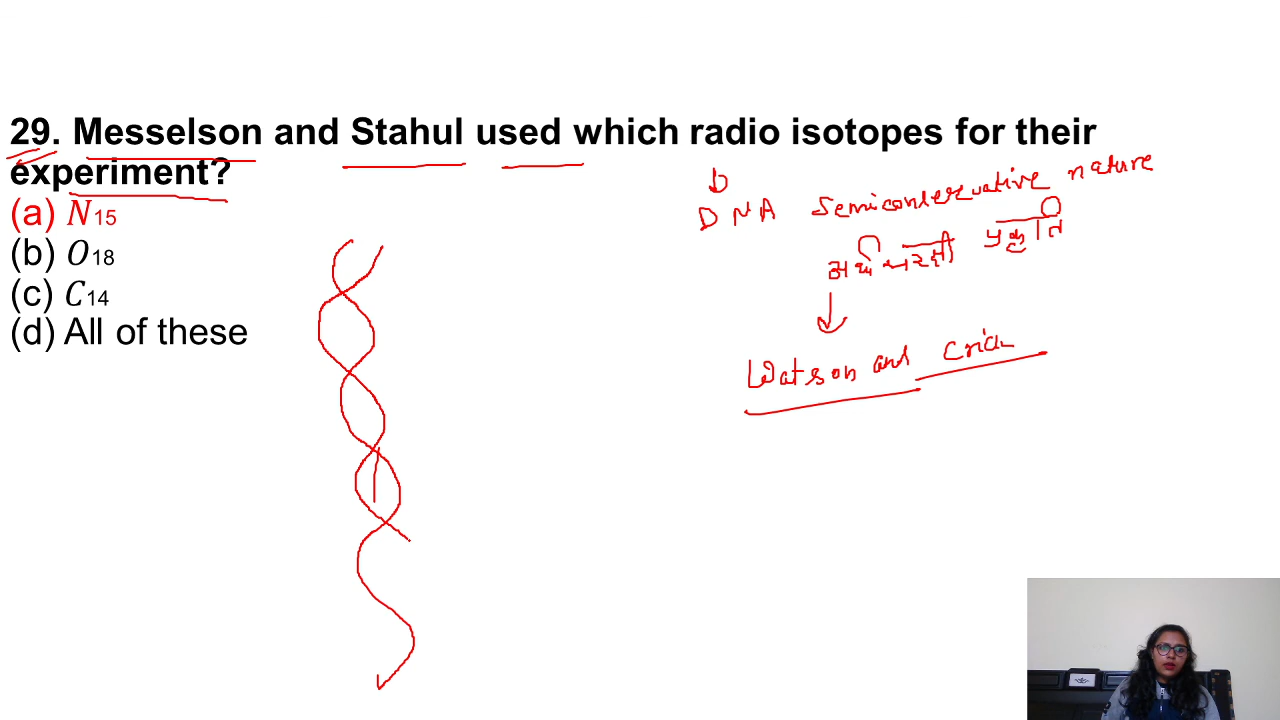 29. Messelson and Stahul used which radio isotopes for their
experiment?
(a) N15
(b) O18
(c) C14
(d) All of these
DNA Semiconservative nature
प्रकृति
Watson and Crick